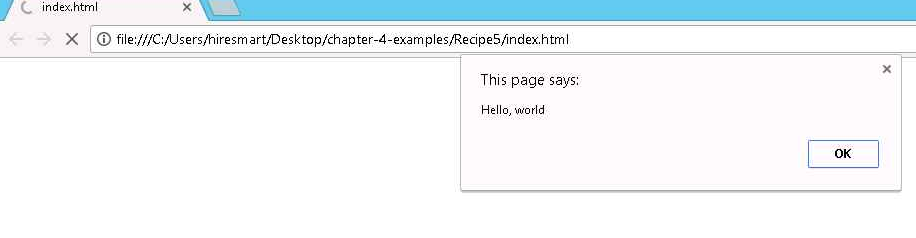 index.html
file:///C:/Users/hiresmart/Desktop/chapter-4-examples/Recipe5/index.html
This page says:
Hello, world
OK